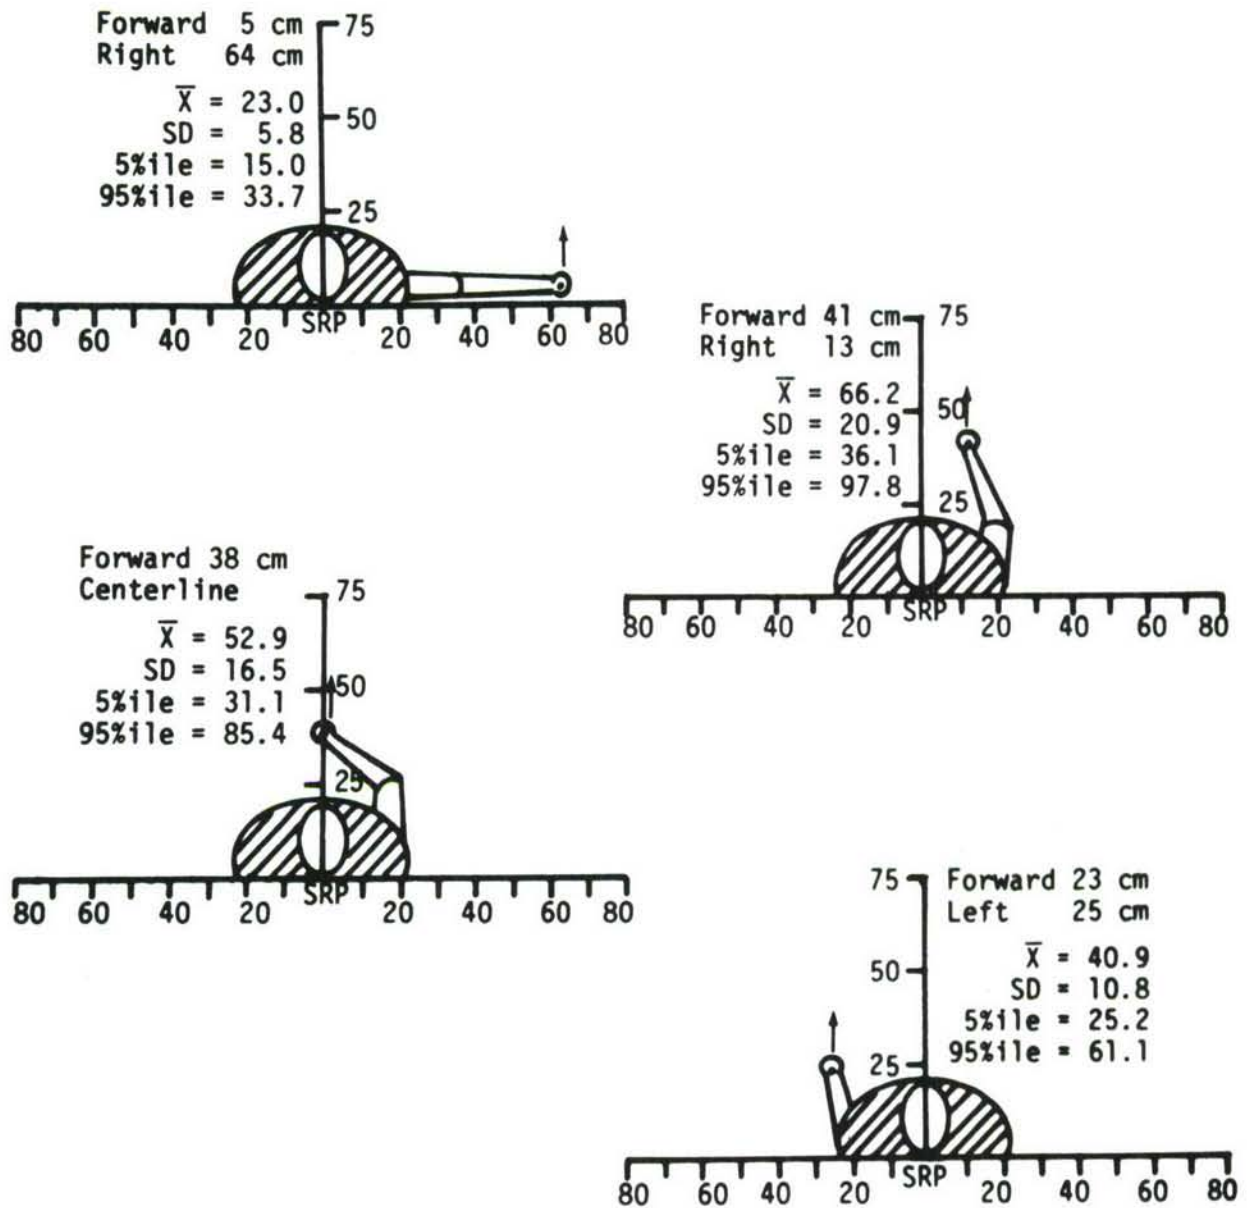 Forward 5 cm
Right 64 cm
X̅ = 23.0
SD = 5.8
5%ile = 15.0
95%ile = 33.7
75
50
25
SRP
80 60 40 20 20 40 60 80
Forward 41 cm
Right 13 cm
X̅ = 66.2
SD = 20.9
5%ile = 36.1
95%ile = 97.8
75
50
25
SRP
80 60 40 20 20 40 60 80
Forward 38 cm
Centerline
X̅ = 52.9
SD = 16.5
5%ile = 31.1
95%ile = 85.4
75
50
25
SRP
80 60 40 20 20 40 60 80
Forward 23 cm
Left 25 cm
X̅ = 40.9
SD = 10.8
5%ile = 25.2
95%ile = 61.1
75
50
25
SRP
80 60 40 20 20 40 60 80